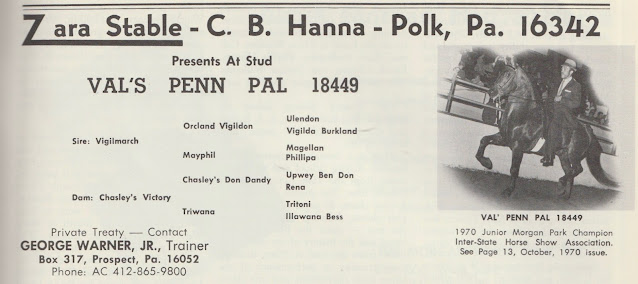 Zara Stable - C. B. Hanna - Polk, Pa. 16342
Presents At Stud
VAL'S PENN PAL 18449
Sire: Vigilmarch
Orcland Vigildon
Ulendon
Vigilda Burkland
Mayphil
Magellan
Phillipa
Dam: Chasley's Victory
Chasley's Don Dandy
Upwey Ben Don
Rena
Triwana
Tritoni
Illawana Bess
Private Treaty — Contact
GEORGE WARNER, JR., Trainer
Box 317, Prospect, Pa. 16052
Phone: AC 412-865-9800
VAL' PENN PAL 18449
1970 Junior Morgan Park Champion
Inter-State Horse Show Association.
See Page 13, October, 1970 issue.